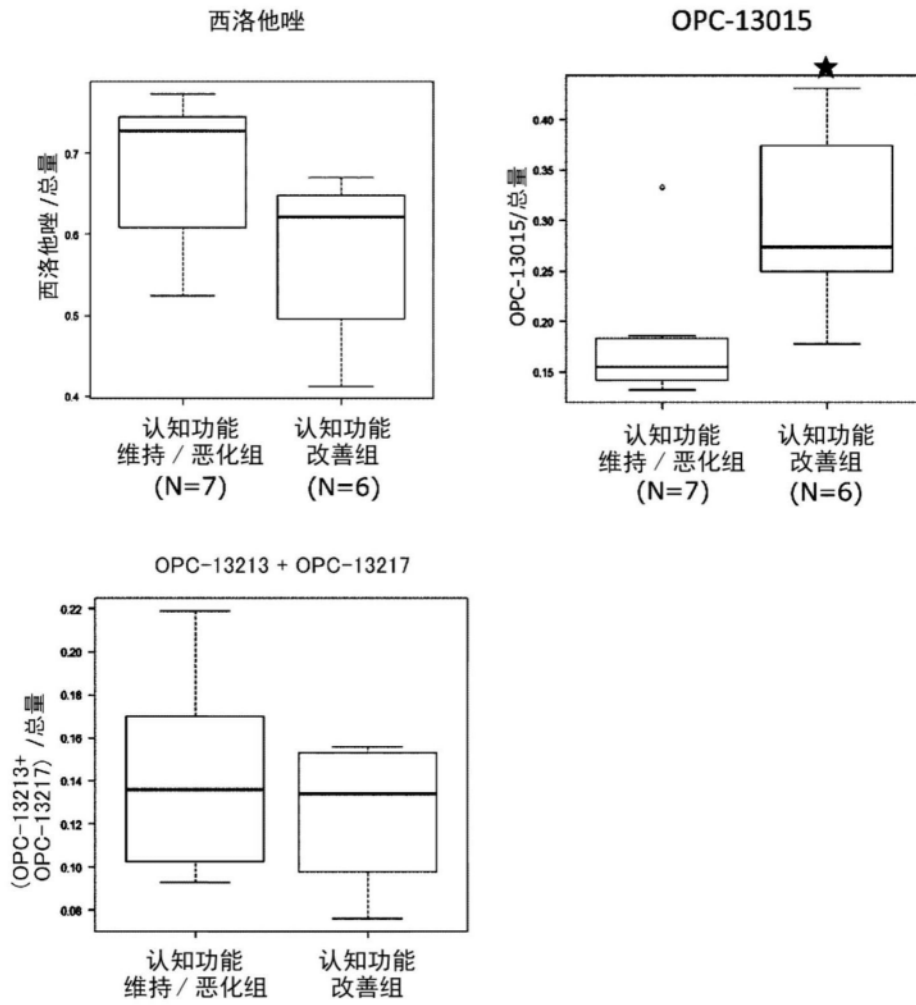 西洛他唑
西洛他唑 /总量
0.7
0.6
0.5
0.4
认知功能
维持 / 恶化组
(N=7)
认知功能
改善组
(N=6)
OPC-13015
★
OPC-13015/总量
0.40
0.35
0.30
0.25
0.20
0.15
认知功能
维持 / 恶化组
(N=7)
认知功能
改善组
(N=6)
OPC-13213 + OPC-13217
(OPC-13213+
OPC-13217) /总量
0.22
0.20
0.18
0.16
0.14
0.12
0.10
0.08
认知功能
维持 / 恶化组
认知功能
改善组